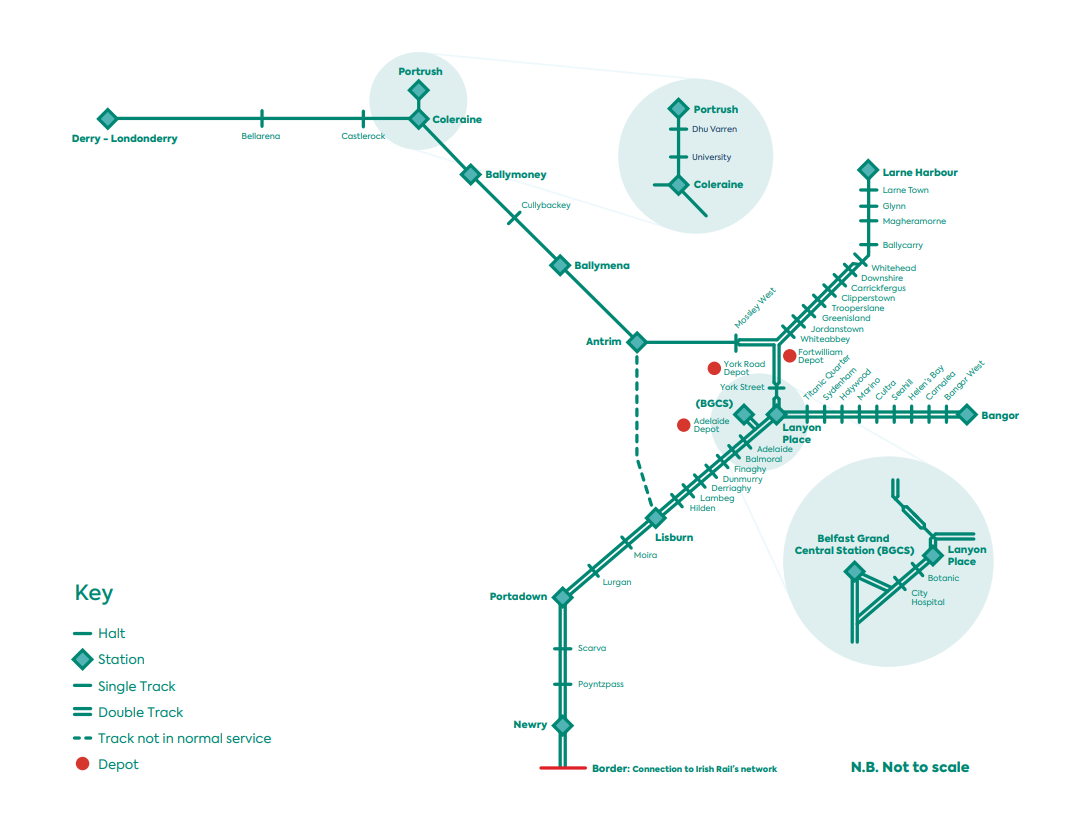 Portrush
Coleraine
Derry - Londonderry
Bellarena
Castlerock
Portrush
Dhu Varren
University
Coleraine
Ballymoney
Cullybackey
Ballymena
Antrim
Mossley West
Larne Harbour
Larne Town
Glynn
Magheramorne
Ballycarry
Whitehead
Downshire
Carrickfergus
Clipperstown
Trooperslane
Greenisland
Jordanstown
Whiteabbey
Fortwilliam
Depot
York Road
Depot
York Street
(BGCS)
Adelaide
Depot
Lanyon
Place
Titanic Quarter
Sydenham
Holywood
Marino
Cultra
Seahill
Helen's Bay
Carnalea
Bangor West
Bangor
Adelaide
Balmoral
Finaghy
Dunmurry
Derriaghy
Lambeg
Hilden
Lisburn
Moira
Lurgan
Portadown
Scarva
Poyntzpass
Newry
Border: Connection to Irish Rail's network
Belfast Grand
Central Station (BGCS)
Lanyon
Place
Botanic
City
Hospital
Key
Halt
Station
Single Track
Double Track
Track not in normal service
Depot
N.B. Not to scale